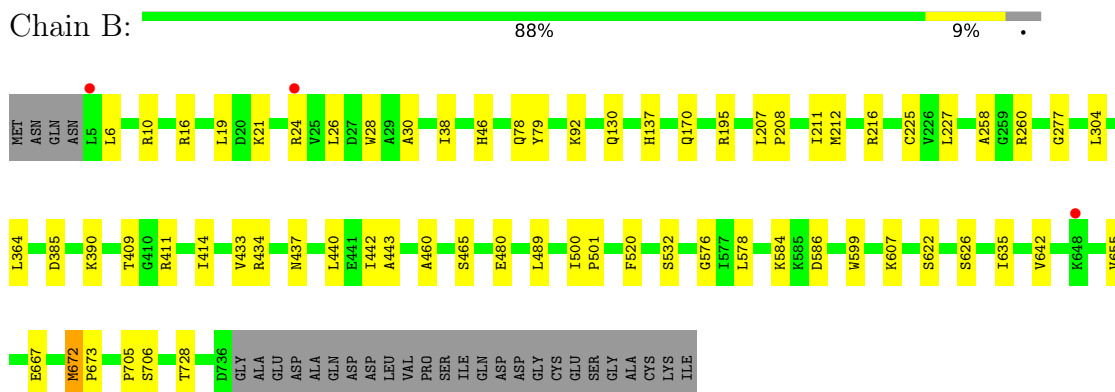 Chain B:
88% 9% •
MET ASN GLN ASN L5 L6 R10 R16 L19 D20 K21 R24 V25 L26 D27 W28 A29 A30 I38 H46 Q78 Y79 K92 Q130 H137 Q170 R195 L207 P208 I211 M212 R216 C225 V226 L227 A258 G259 R260 G277 L304
L364 D385 K390 T409 G410 R411 I414 V433 R434 N437 L440 E441 I442 A443 A460 S465 E480 L489 I500 P501 F520 S532 G576 I577 L578 K584 K585 D586 W599 K607 S622 S626 I635 V642 K648
E667 M672 P673 P705 S706 T728 D736 GLY ALA GLU ASP ALA GLN ASP ASP LEU VAL PRO SER ILE GLN ASP ASP GLY CYS GLU SER GLY ALA CYS LYS ILE